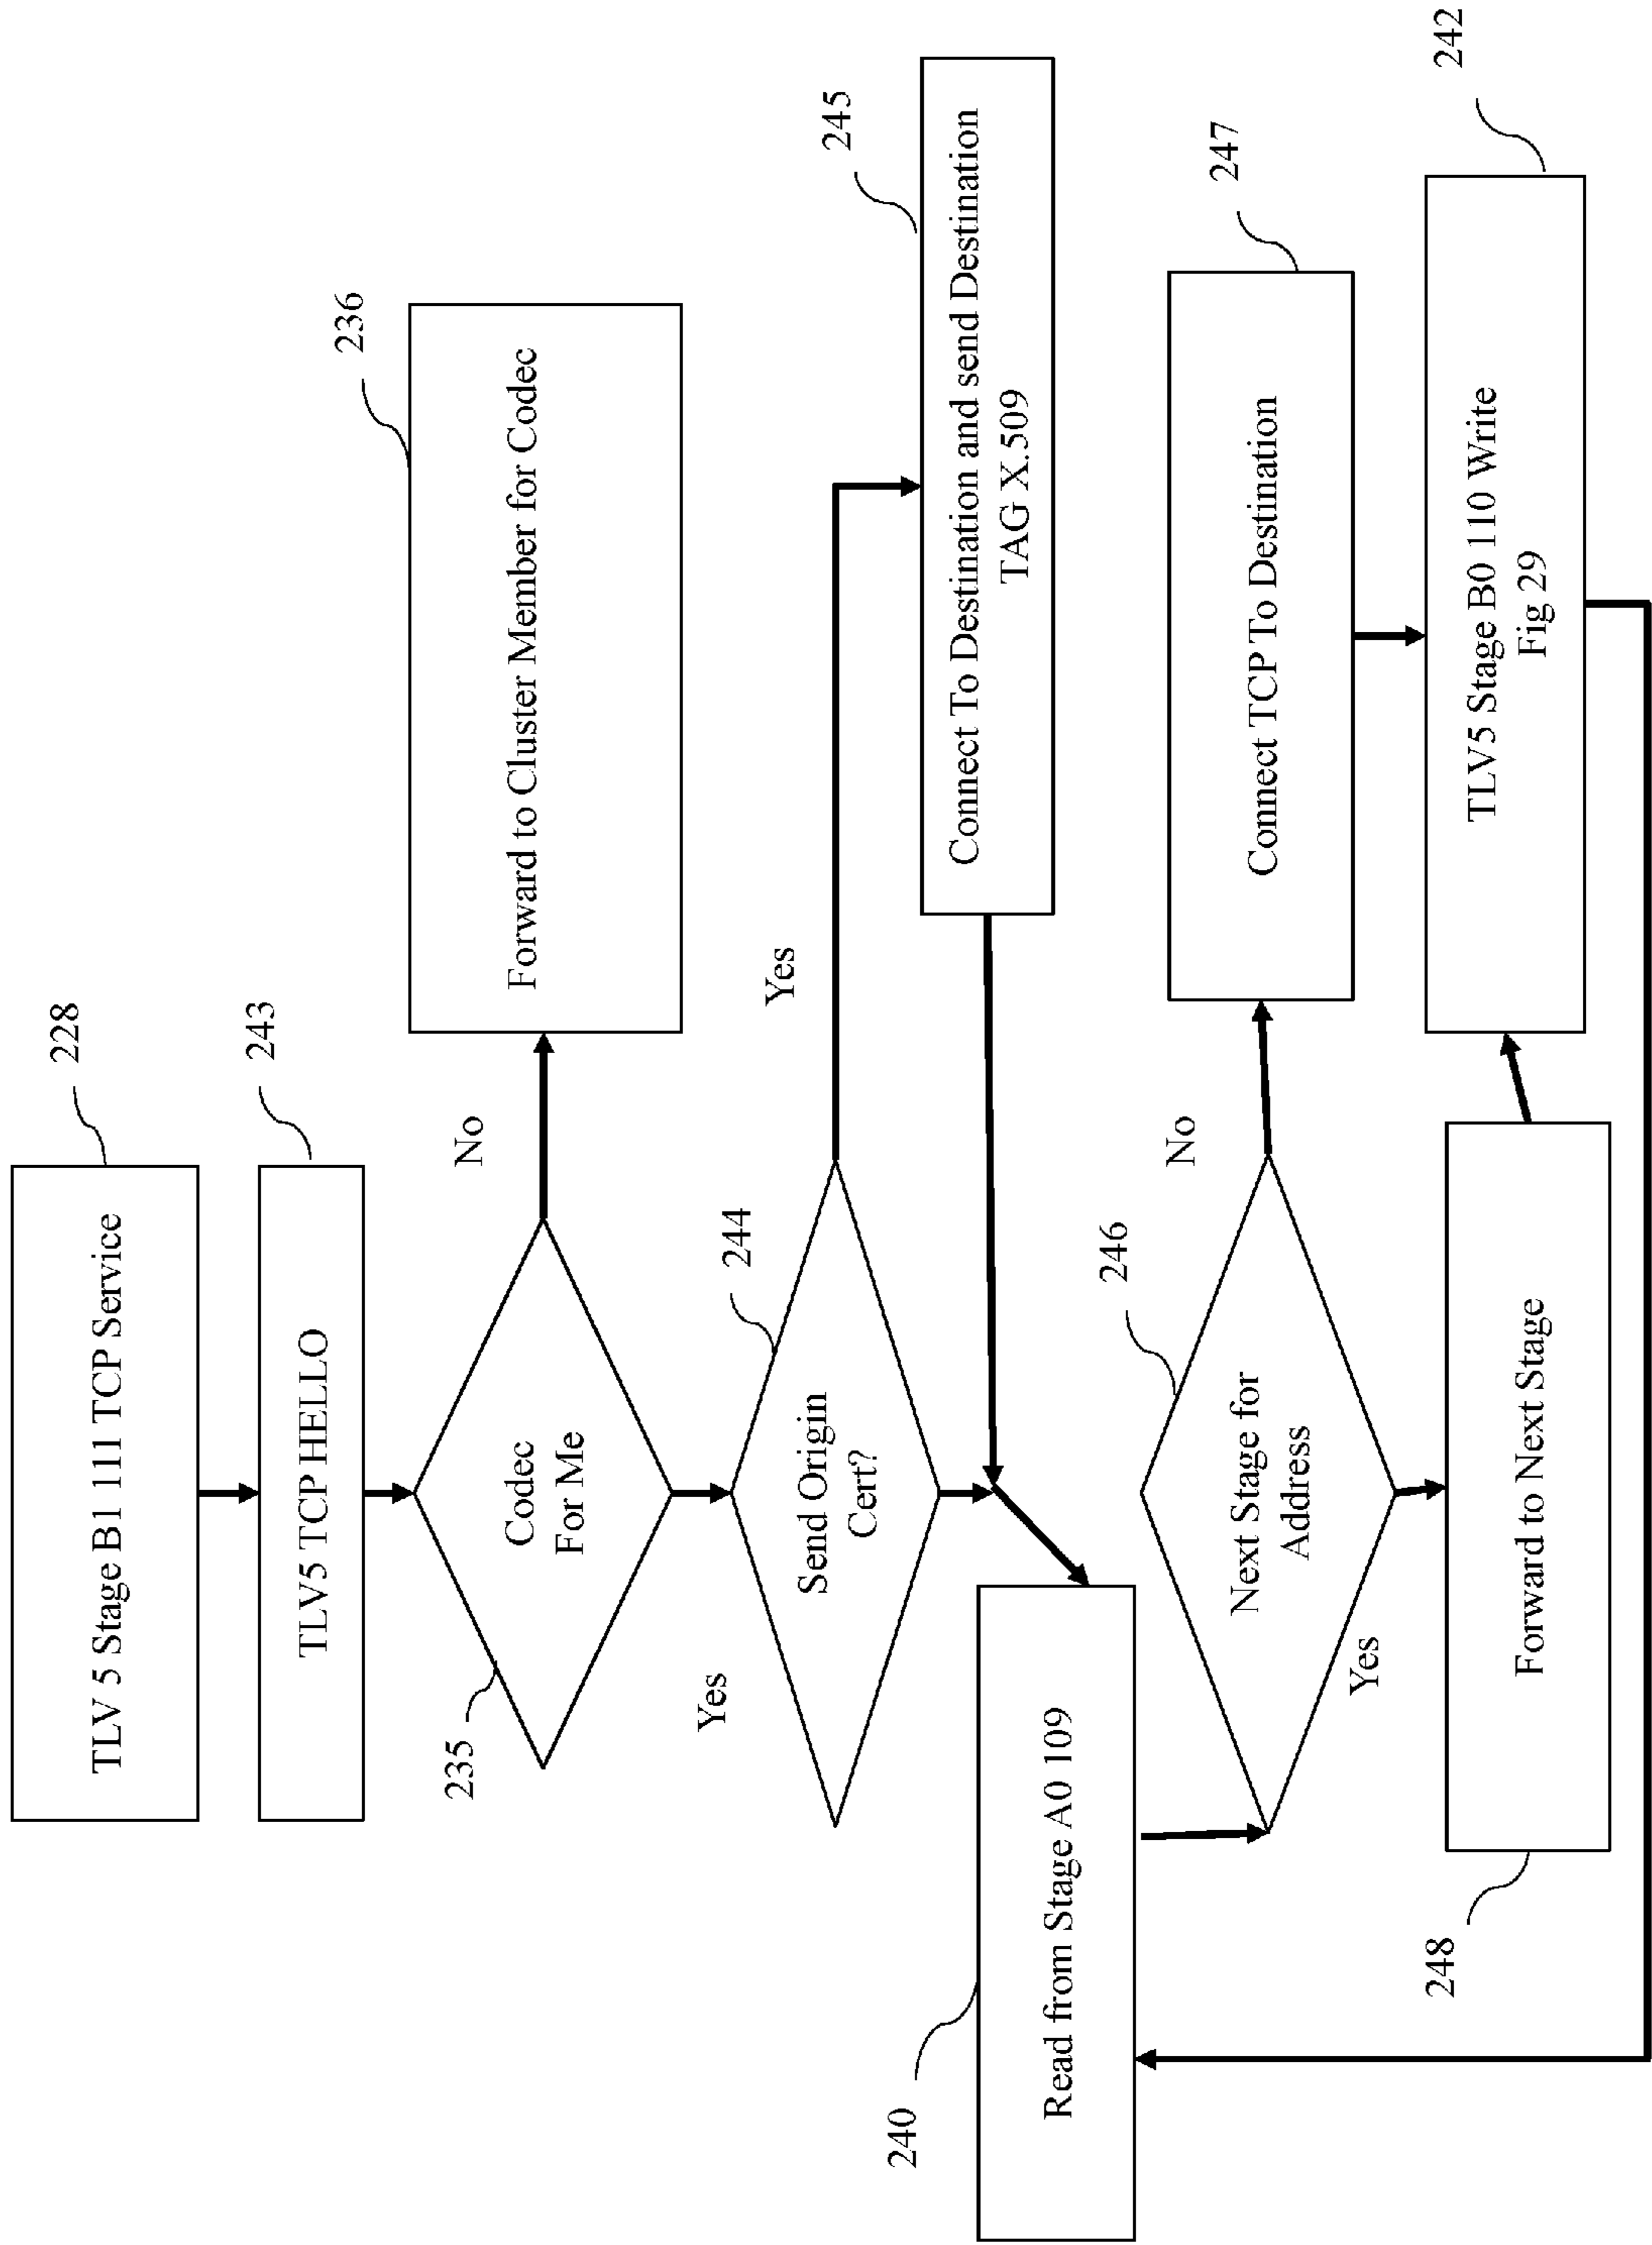 228
TLV 5 Stage B1 111 TCP Service
243
TLV5 TCP HELLO
235
Codec
For Me
No
236
Forward to Cluster Member for Codec
Yes
244
Send Origin
Cert?
Yes
245
Connect To Destination and send Destination
TAG X.509
240
Read from Stage A0 109
246
Next Stage for
Address
No
247
Connect TCP To Destination
Yes
248
Forward to Next Stage
242
TLV5 Stage B0 110 Write
Fig 29